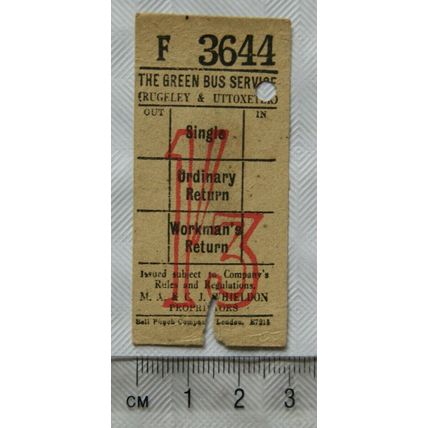 F 3644
THE GREEN BUS SERVICE
(RUGELEY & UTTOXETER)
OUT IN
Single
Ordinary
Return
Workman's
Return
1/3
Issued subject to Company's
Rules and Regulations.
M. A. & C. J. WHIELDON
PROPRIETORS
Bell Punch Company, London.
CM 1 2 3